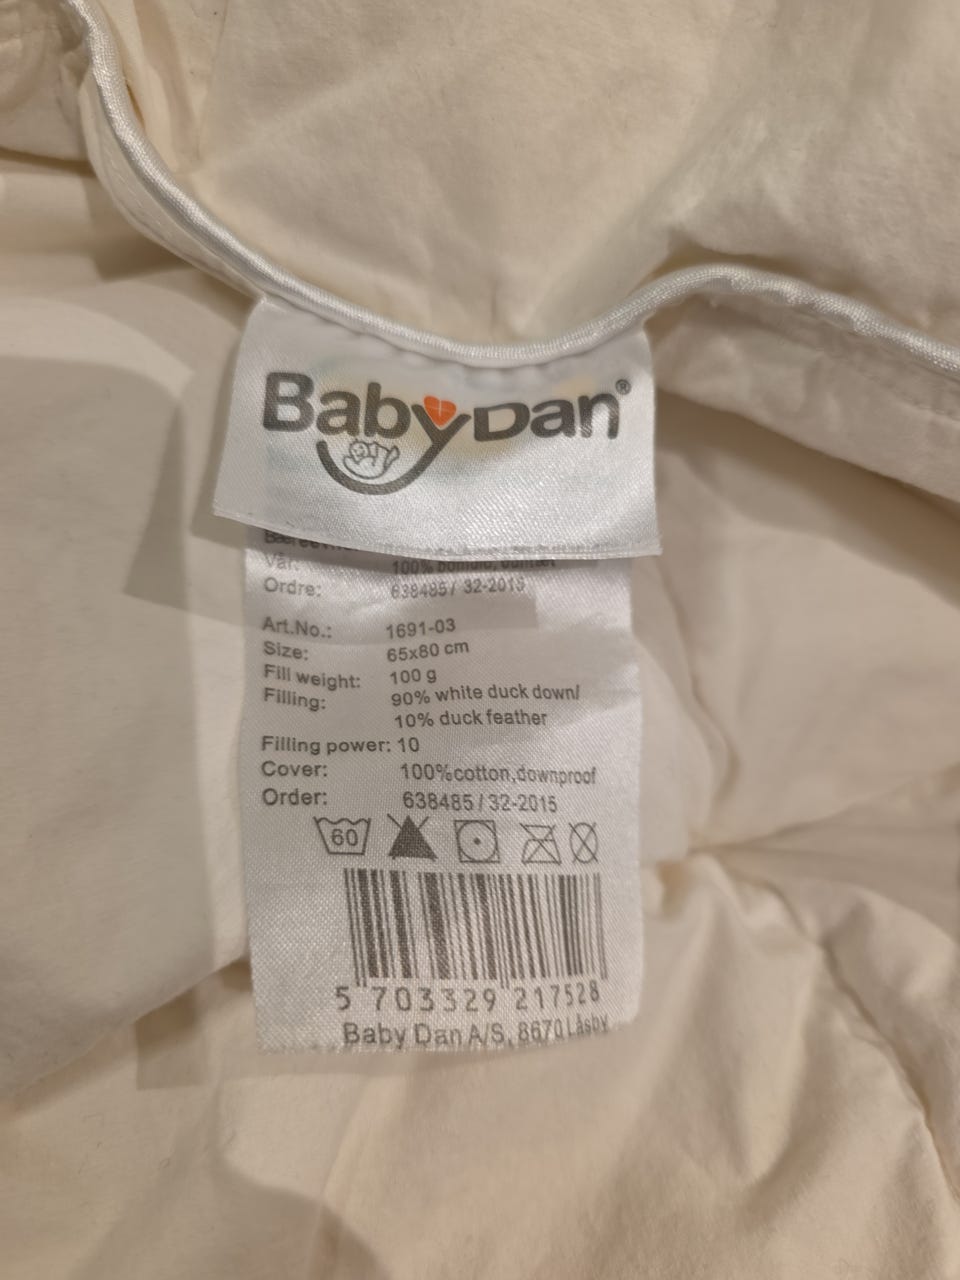 BabyDan®
Vår: 100% bomuld, duntæt
Ordre: 638485 / 32-2015
Art.No.: 1691-03
Size: 65x80 cm
Fill weight: 100 g
Filling: 90% white duck down/
10% duck feather
Filling power: 10
Cover: 100%cotton,downproof
Order: 638485 / 32-2015
60
5 703329 217528
Baby Dan A/S, 8670 Låsby